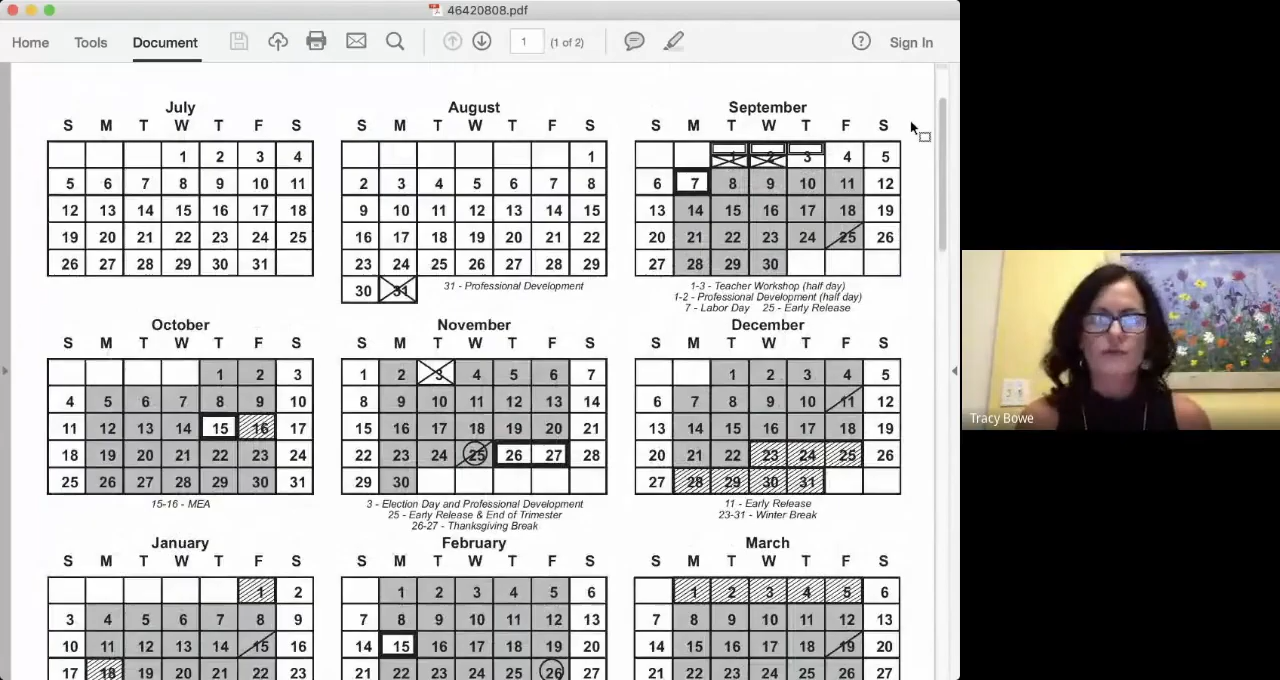 46420808.pdf
Home Tools Document 1 (1 of 2) Sign In
July August September
S M T W T F S S M T W T F S S M T W T F S
1 2 3 4 1 1 2 3 4 5
5 6 7 8 9 10 11 2 3 4 5 6 7 8 6 7 8 9 10 11 12
12 13 14 15 16 17 18 9 10 11 12 13 14 15 13 14 15 16 17 18 19
19 20 21 22 23 24 25 16 17 18 19 20 21 22 20 21 22 23 24 25 26
26 27 28 29 30 31 23 24 25 26 27 28 29 27 28 29 30
30 31 31 - Professional Development 1-3 - Teacher Workshop (half day)
1-2 - Professional Development (half day)
7 - Labor Day 25 - Early Release
October November December
S M T W T F S S M T W T F S S M T W T F S
1 2 3 1 2 3 4 5 6 7 1 2 3 4 5
4 5 6 7 8 9 10 8 9 10 11 12 13 14 6 7 8 9 10 11 12
11 12 13 14 15 16 17 15 16 17 18 19 20 21 13 14 15 16 17 18 19
18 19 20 21 22 23 24 22 23 24 25 26 27 28 20 21 22 23 24 25 26
25 26 27 28 29 30 31 29 30 27 28 29 30 31
15-16 - MEA 3 - Election Day and Professional Development 11 - Early Release
25 - Early Release & End of Trimester 23-31 - Winter Break
26-27 - Thanksgiving Break
January February March
S M T W T F S S M T W T F S S M T W T F S
1 2 1 2 3 4 5 6 1 2 3 4 5 6
3 4 5 6 7 8 9 7 8 9 10 11 12 13 7 8 9 10 11 12 13
10 11 12 13 14 15 16 14 15 16 17 18 19 20 14 15 16 17 18 19 20
17 18 19 20 21 22 23 21 22 23 24 25 26 27 21 22 23 24 25 26 27
Tracy Bowe